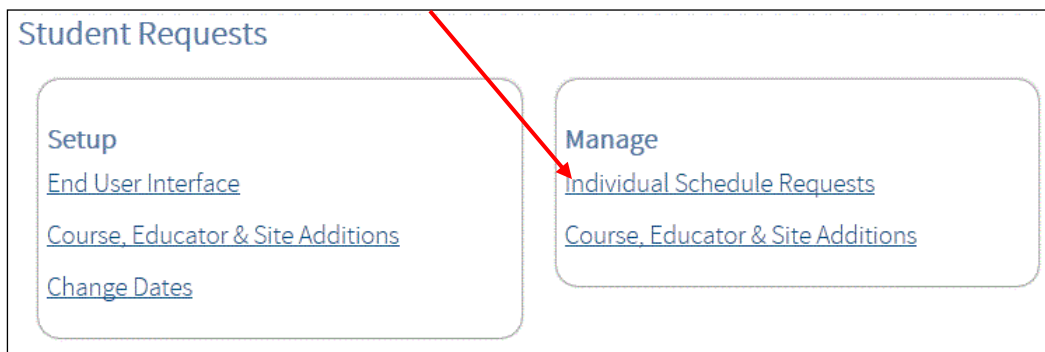 Student Requests
Setup
End User Interface
Course, Educator & Site Additions
Change Dates
Manage
Individual Schedule Requests
Course, Educator & Site Additions